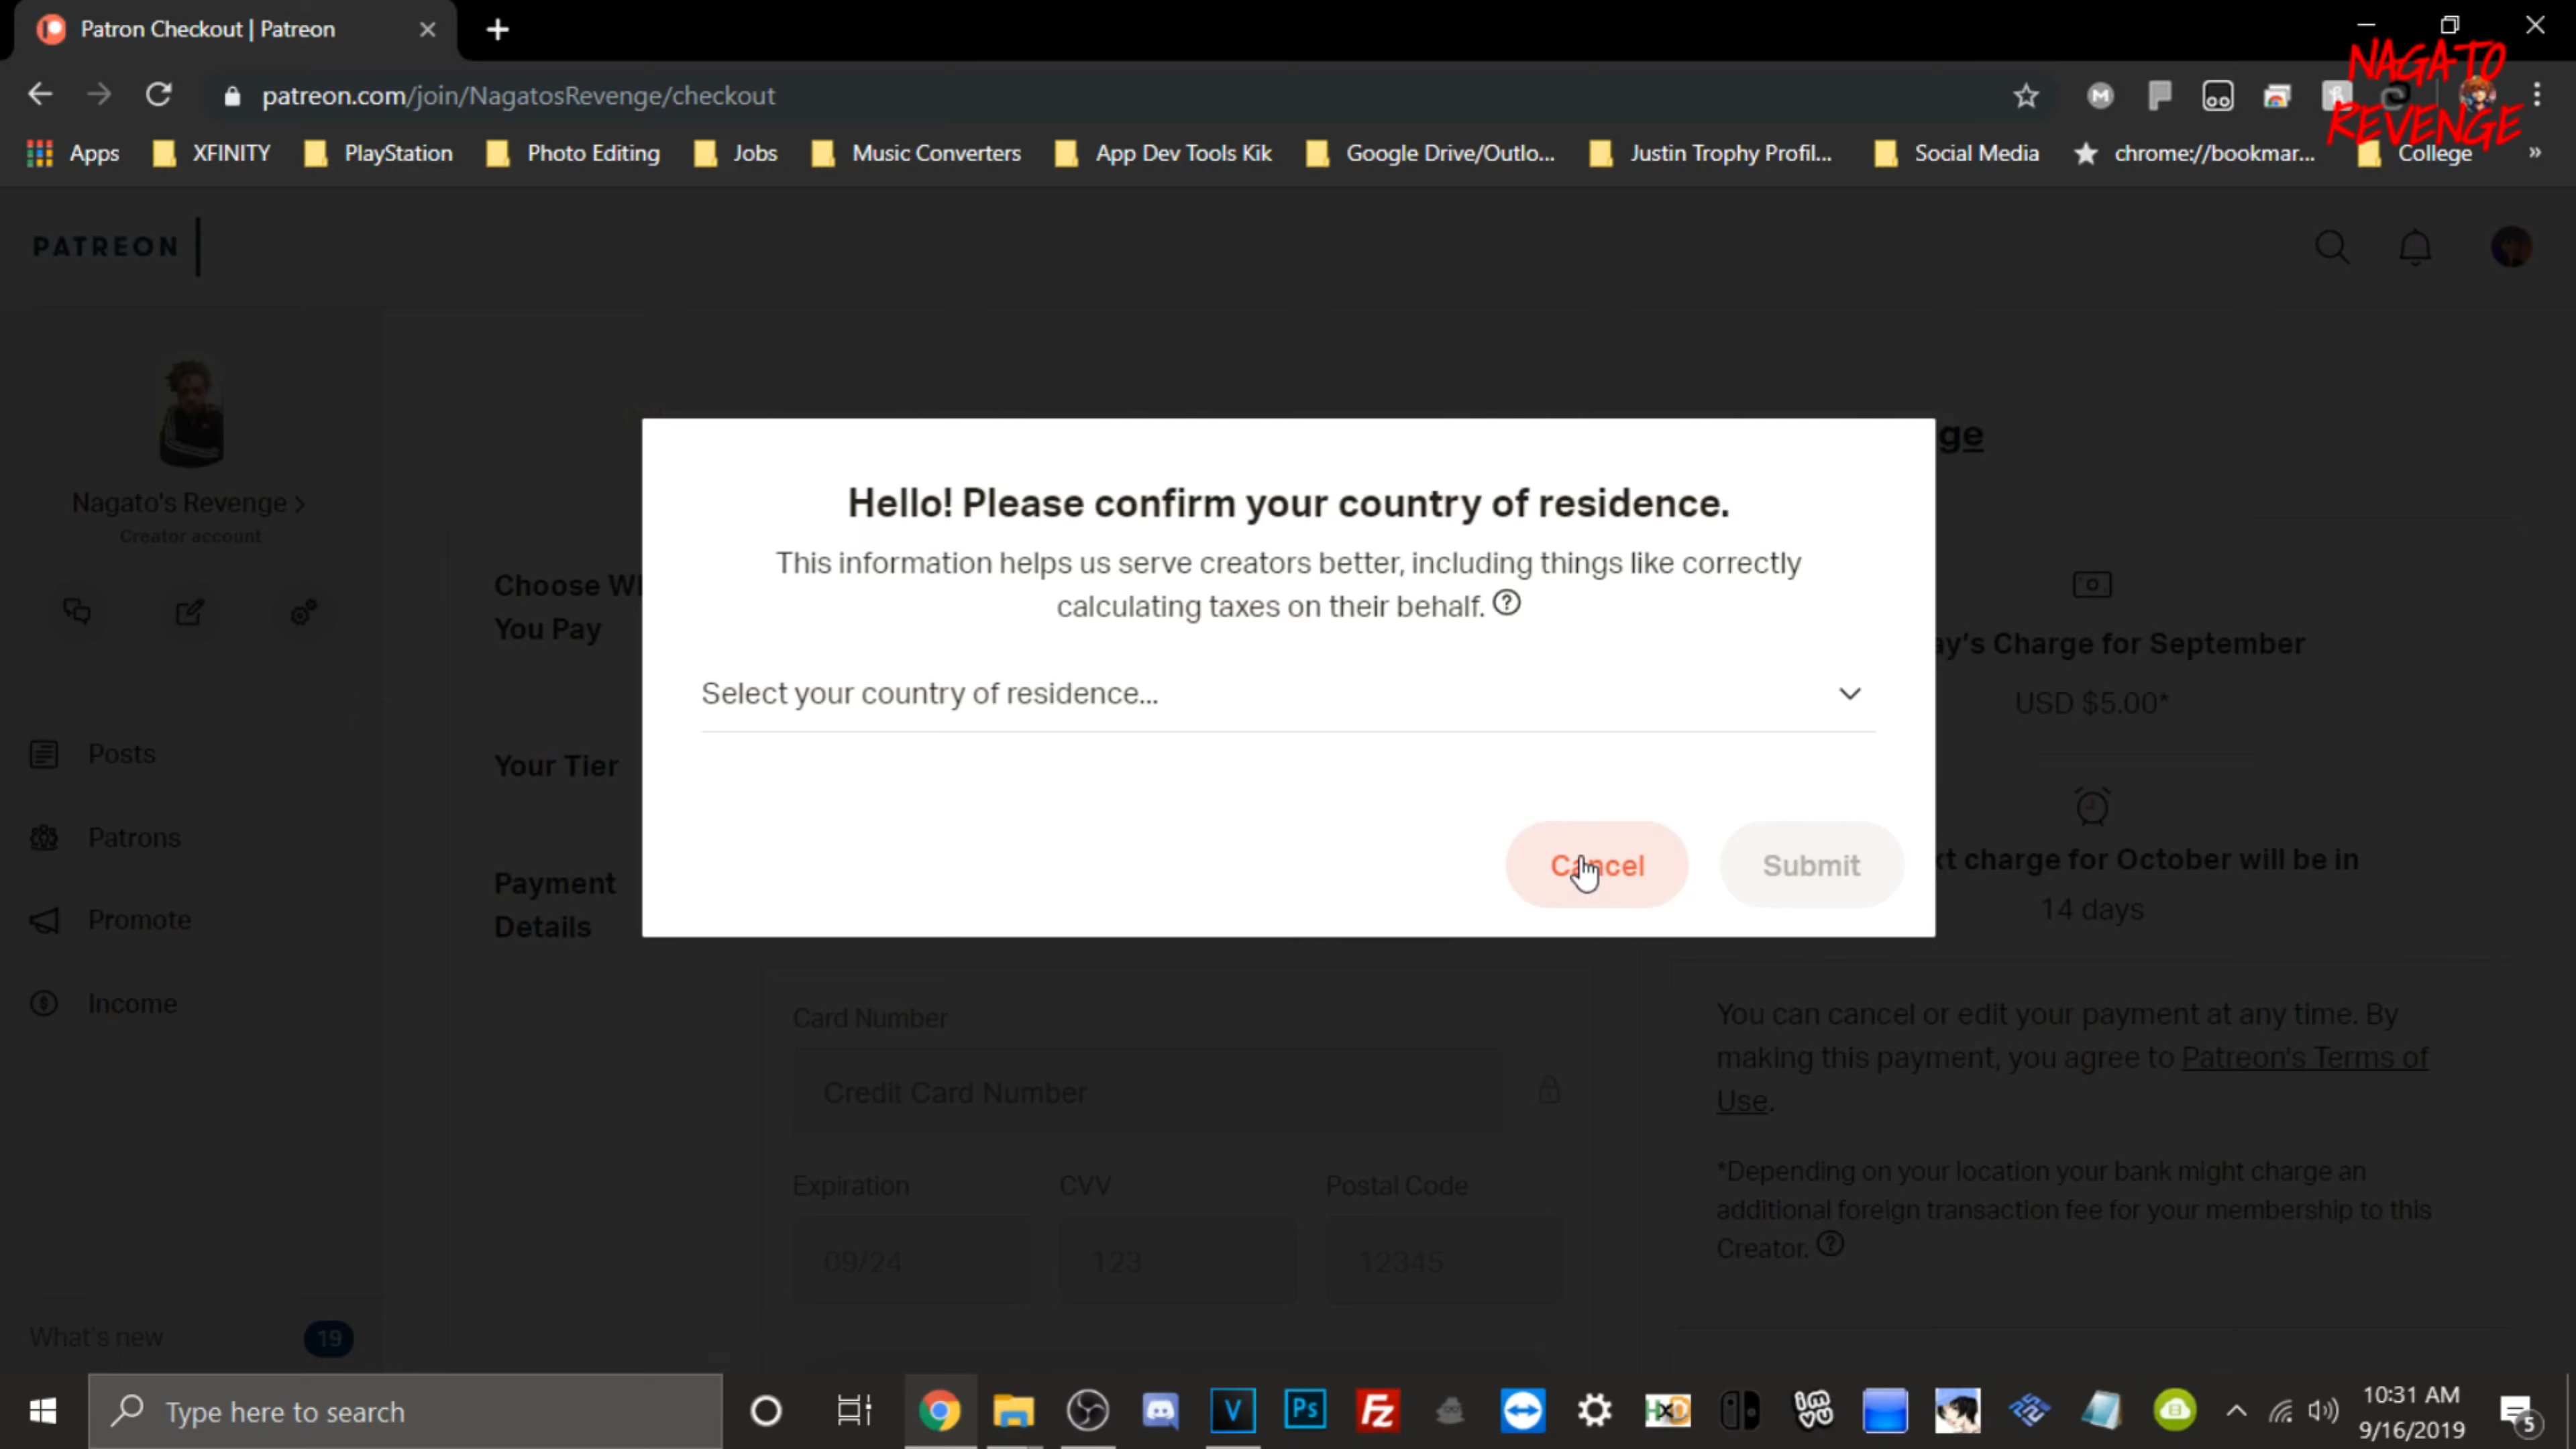 Patron Checkout | Patreon
NAGATO
REVENGE
patreon.com/join/NagatosRevenge/checkout
Apps XFINITY PlayStation Photo Editing Jobs Music Converters App Dev Tools Kik Google Drive/Outlo... Justin Trophy Profil... Social Media chrome://bookmar... College »
PATREON
Nagato's Revenge >
Creator account
Posts
Patrons
Promote
Income
What's new 19
ge
Choose
You Pay
Your Tier
Payment
Details
Hello! Please confirm your country of residence.
This information helps us serve creators better, including things like correctly
calculating taxes on their behalf. ?
Select your country of residence...
Cancel Submit
Charge for September
USD $5.00*
charge for October will be in
14 days
Card Number
Credit Card Number
Expiration CVV Postal Code
09/24 123 12345
You can cancel or edit your payment at any time. By
making this payment, you agree to Patreon's Terms of
Use.
*Depending on your location your bank might charge an
additional foreign transaction fee for your membership to this
Creator. ?
Type here to search
V Ps Fz HxD imvu
10:31 AM
9/16/2019
5